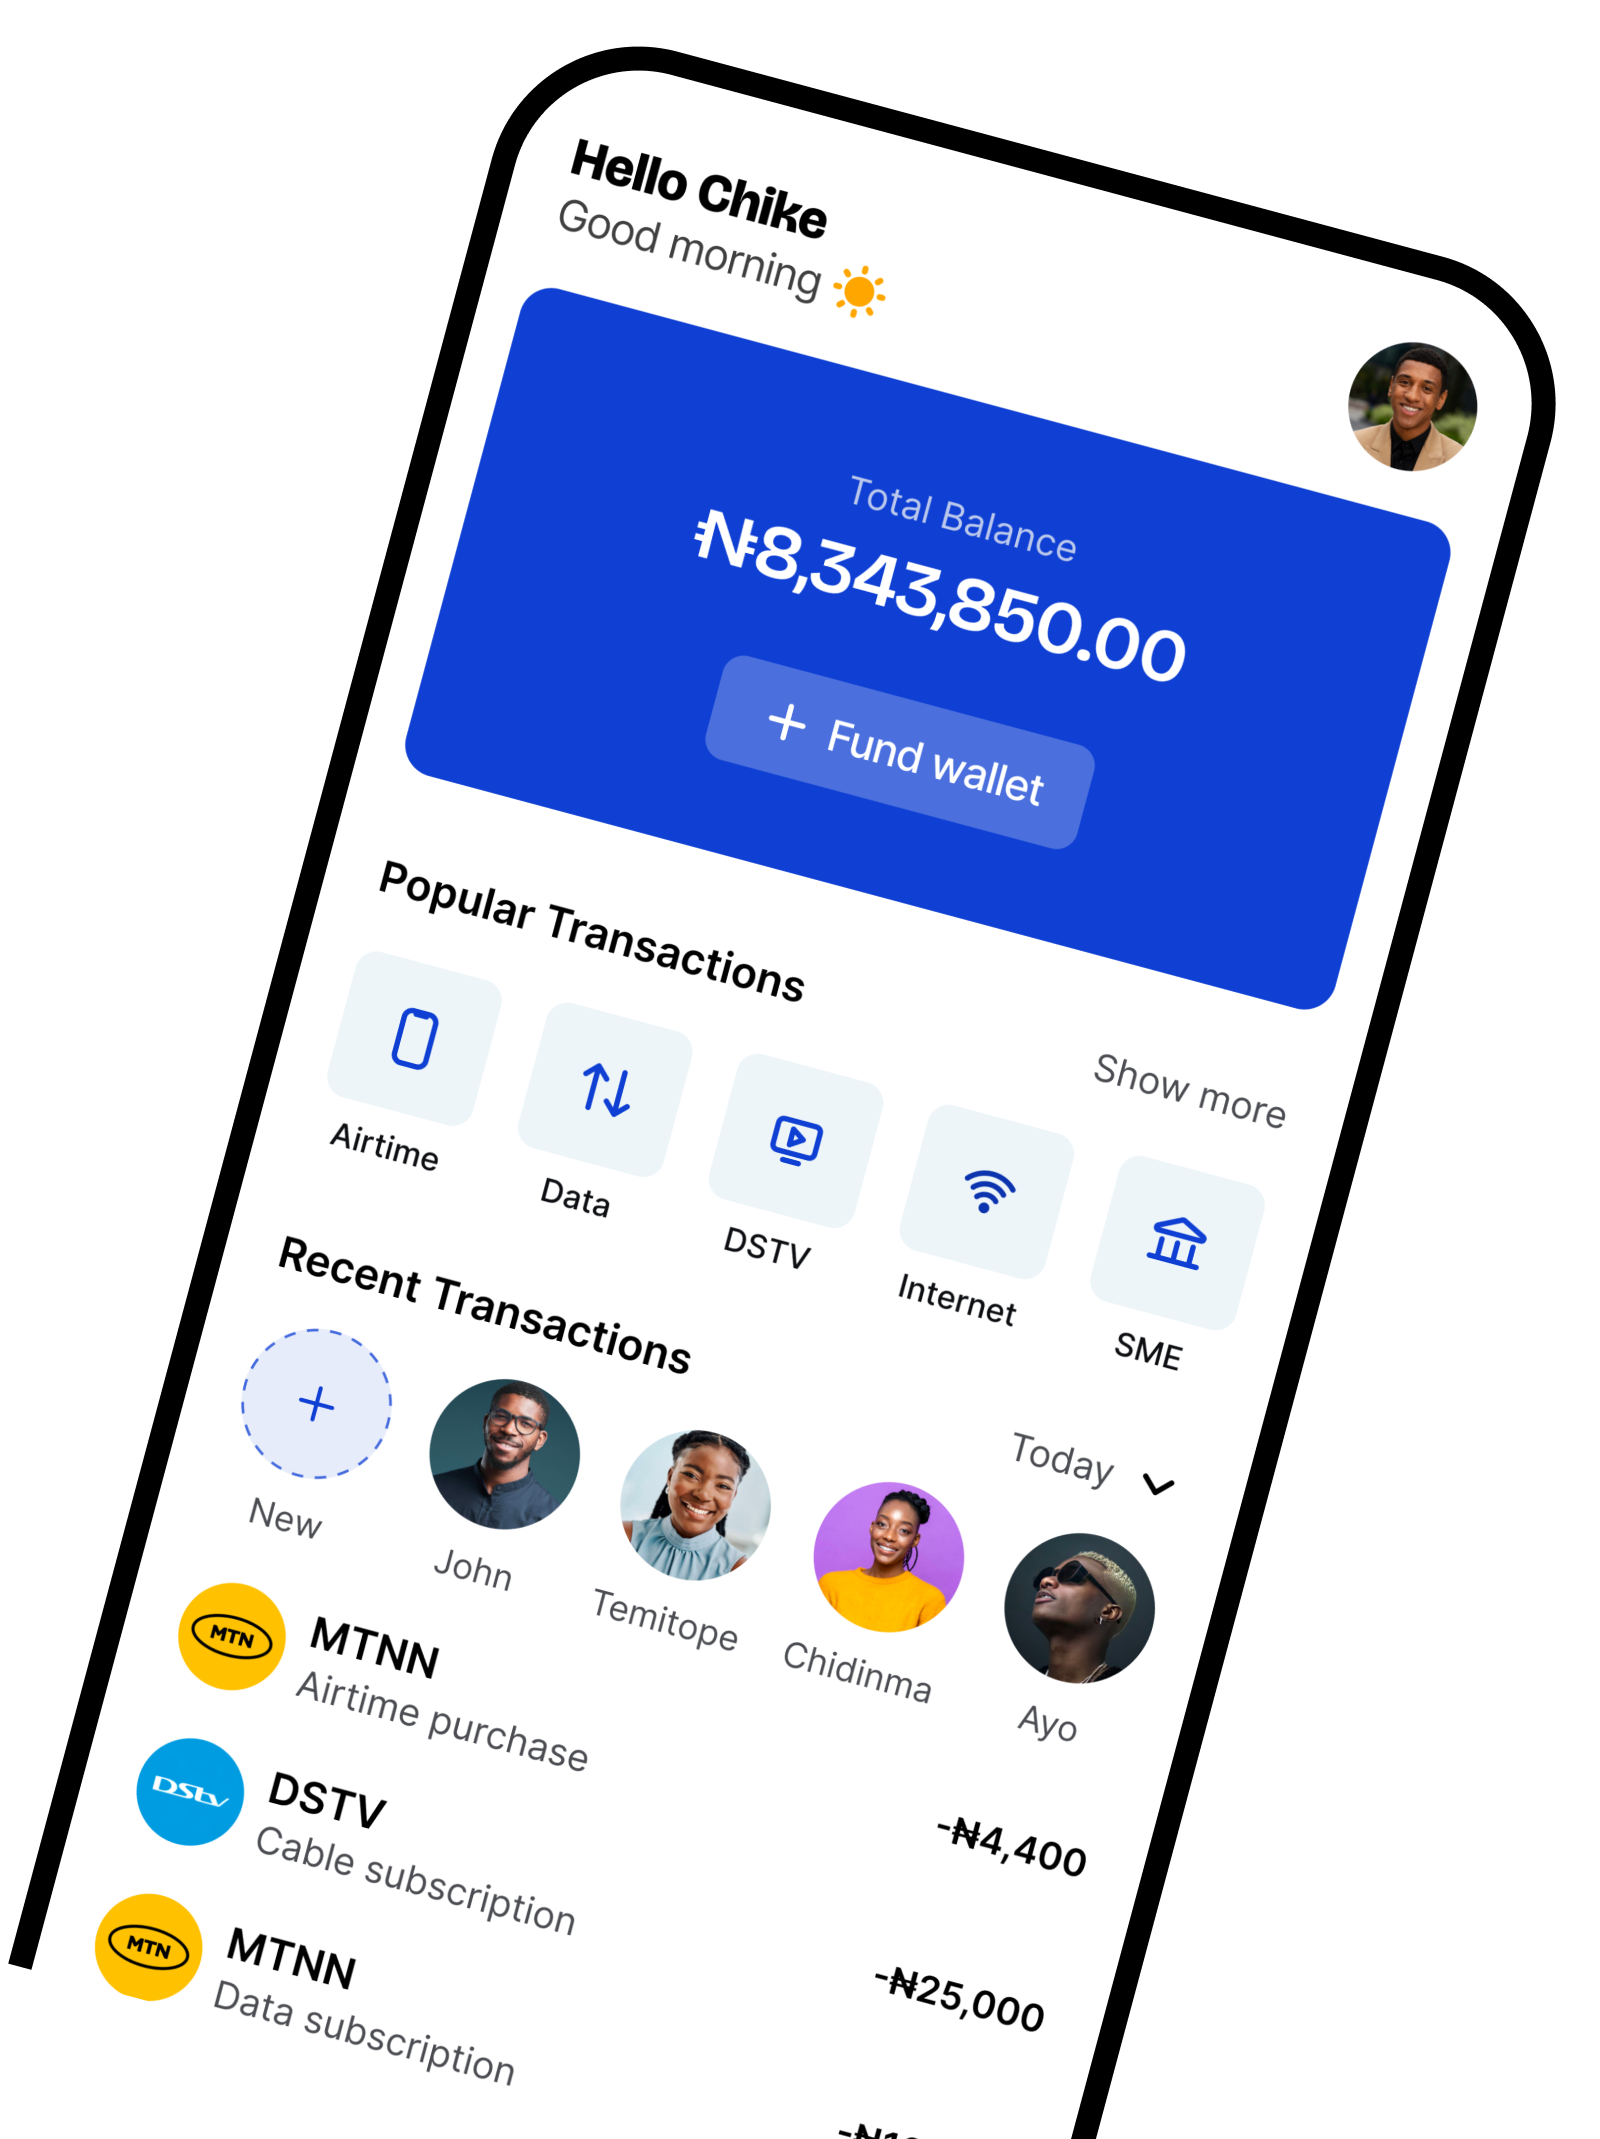 Hello Chike
Good morning
Total Balance
₦8,343,850.00
+ Fund wallet
Popular Transactions
Show more
Airtime
Data
DSTV
Internet
SME
Recent Transactions
Today
New
John
Temitope
Chidinma
Ayo
MTN
MTNN
Airtime purchase
-₦4,400
DStv
DSTV
Cable subscription
-₦25,000
MTN
MTNN
Data subscription